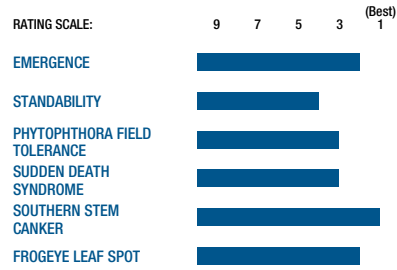 (Best)
RATING SCALE: 9 7 5 3 1
EMERGENCE
STANDABILITY
PHYTOPHTHORA FIELD
TOLERANCE
SUDDEN DEATH
SYNDROME
SOUTHERN STEM
CANKER
FROGEYE LEAF SPOT